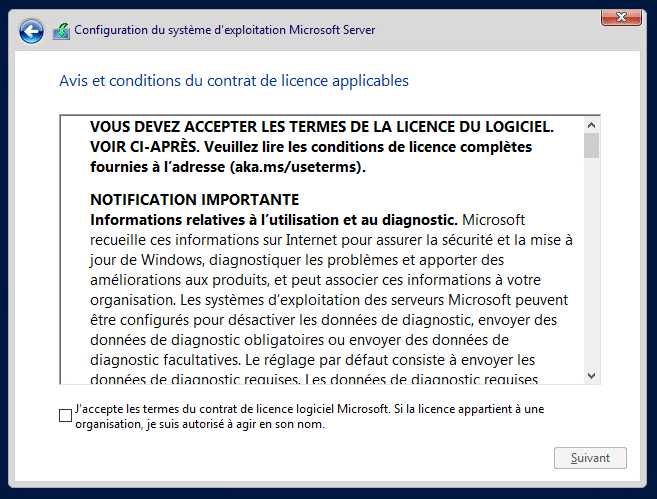 Configuration du système d'exploitation Microsoft Server
Avis et conditions du contrat de licence applicables
VOUS DEVEZ ACCEPTER LES TERMES DE LA LICENCE DU LOGICIEL.
VOIR CI-APRÈS. Veuillez lire les conditions de licence complètes
fournies à l’adresse (aka.ms/useterms).
NOTIFICATION IMPORTANTE
Informations relatives à l’utilisation et au diagnostic. Microsoft
recueille ces informations sur Internet pour assurer la sécurité et la mise à
jour de Windows, diagnostiquer les problèmes et apporter des
améliorations aux produits, et peut associer ces informations à votre
organisation. Les systèmes d’exploitation des serveurs Microsoft peuvent
être configurés pour désactiver les données de diagnostic, envoyer des
données de diagnostic obligatoires ou envoyer des données de
diagnostic facultatives. Le réglage par défaut consiste à envoyer les
données de diagnostic requises. Les données de diagnostic requises
J'accepte les termes du contrat de licence logiciel Microsoft. Si la licence appartient à une
organisation, je suis autorisé à agir en son nom.
Suivant